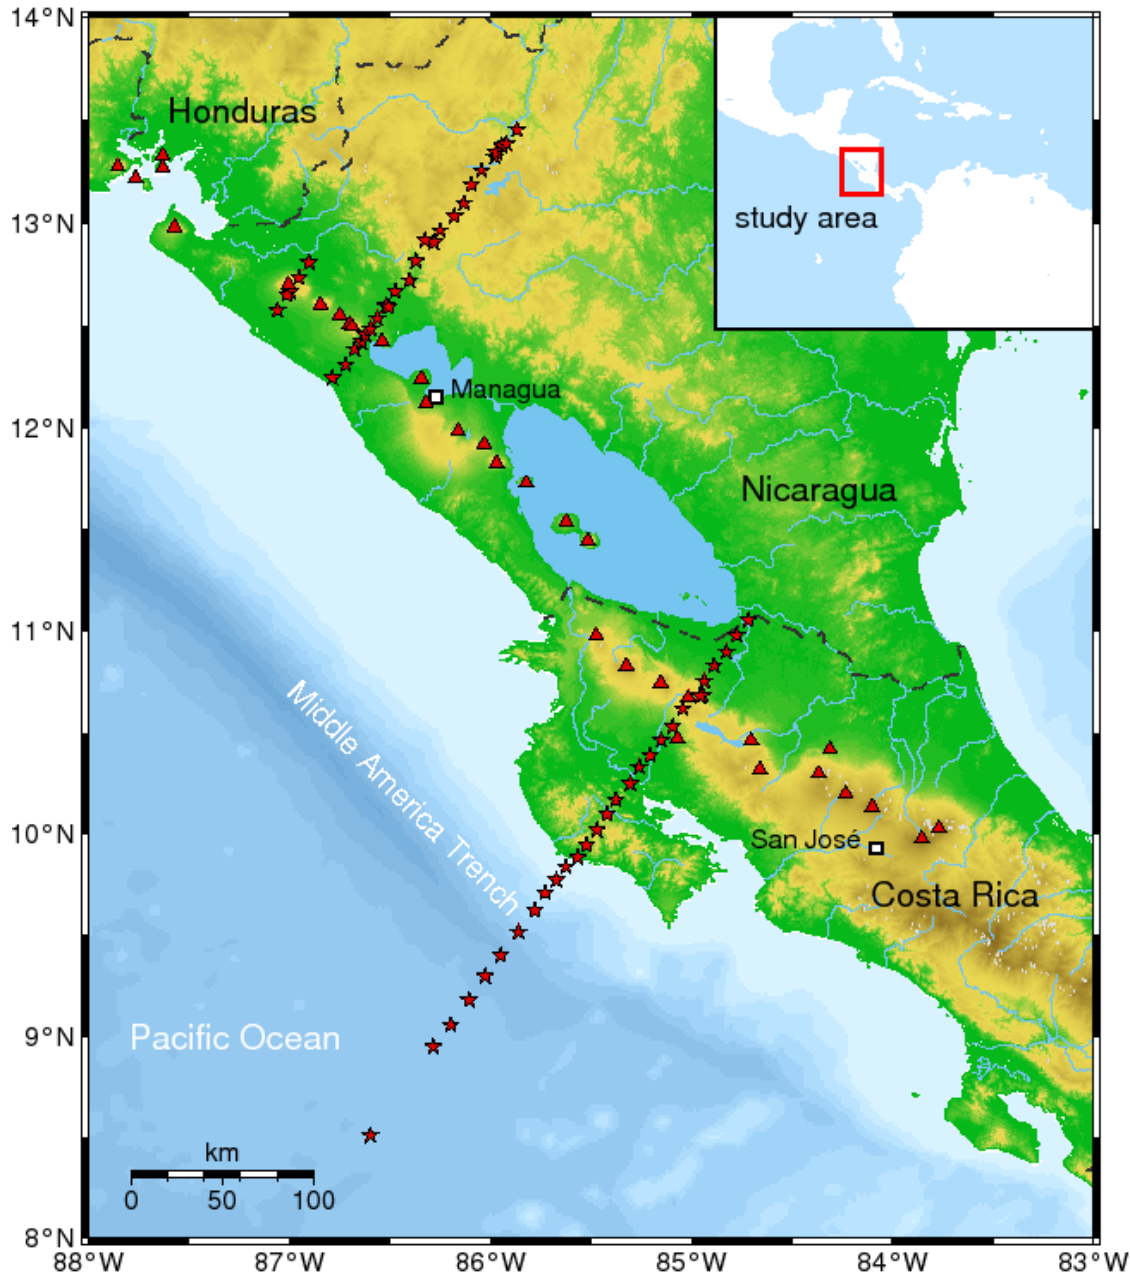 14°N
Honduras
study area
13°N
Managua
12°N
Nicaragua
11°N
Middle America Trench
10°N
San José
Costa Rica
9°N
Pacific Ocean
km
0 50 100
8°N
88°W 87°W 86°W 85°W 84°W 83°W